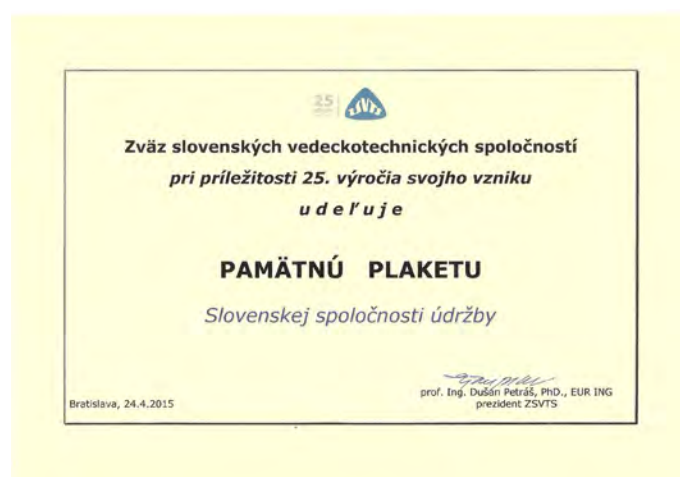 25
ZSVTS
Zväz slovenských vedeckotechnických spoločností
pri príležitosti 25. výročia svojho vzniku
udeľuje
PAMÄTNÚ PLAKETU
Slovenskej spoločnosti údržby
Bratislava, 24.4.2015
prof. Ing. Dušan Petráš, PhD., EUR ING
prezident ZSVTS